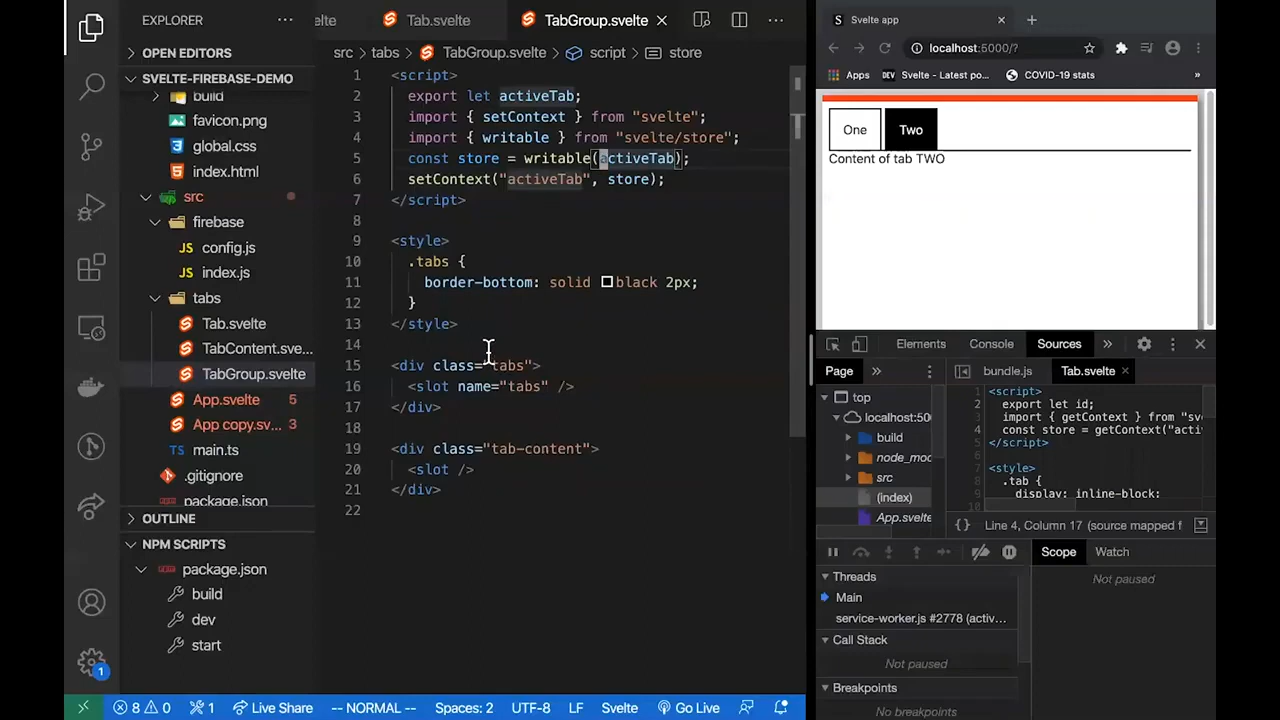 EXPLORER
OPEN EDITORS
SVELTE-FIREBASE-DEMO
build
favicon.png
global.css
index.html
src
firebase
JS config.js
JS index.js
tabs
Tab.svelte
TabContent.sve...
TabGroup.svelte
App.svelte 5
App copy.sv... 3
main.ts
.gitignore
package.json
OUTLINE
NPM SCRIPTS
package.json
build
dev
start
1
velte Tab.svelte TabGroup.svelte
src > tabs > TabGroup.svelte > script > store
1 <script>
2 export let activeTab;
3 import { setContext } from "svelte";
4 import { writable } from "svelte/store";
5 const store = writable(activeTab);
6 setContext("activeTab", store);
7 </script>
8
9 <style>
10 .tabs {
11 border-bottom: solid black 2px;
12 }
13 </style>
14
15 <div class="tabs">
16 <slot name="tabs" />
17 </div>
18
19 <div class="tab-content">
20 <slot />
21 </div>
22
8 0 1 Live Share -- NORMAL -- Spaces: 2 UTF-8 LF Svelte Go Live
S Svelte app
localhost:5000/?
Apps DEV Svelte - Latest po... COVID-19 stats »
One Two
Content of tab TWO
Elements Console Sources »
Page » bundle.js Tab.svelte
top
localhost:50
build
node_mod
src
(index)
App.svelte
1 <script>
2 export let id;
3 import { getContext } from "sv
4 const store = getContext("acti
5 </script>
6
7 <style>
8 .tab {
9 display: inline-block;
10
{} Line 4, Column 17 (source mapped f
Scope Watch
Not paused
Threads
Main
service-worker.js #2778 (activ...
Call Stack
Not paused
Breakpoints
No breakpoints